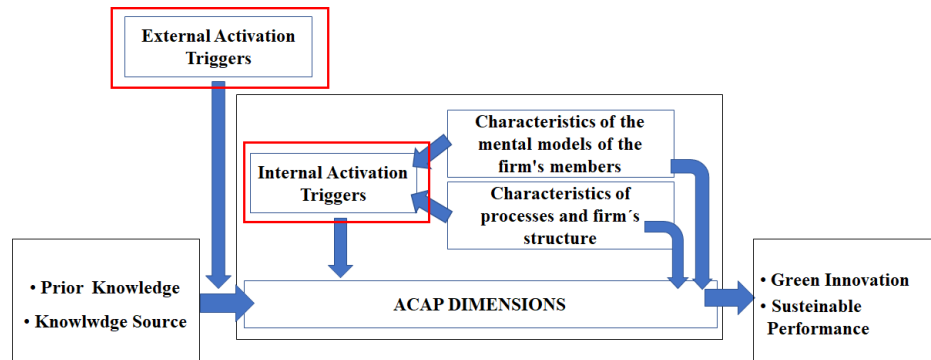 External Activation
Triggers
Characteristics of the
mental models of the
firm's members
Internal Activation
Triggers
Characteristics of
processes and firm´s
structure
• Prior Knowledge
• Knowlwdge Source
ACAP DIMENSIONS
• Green Innovation
• Susteinable
Performance